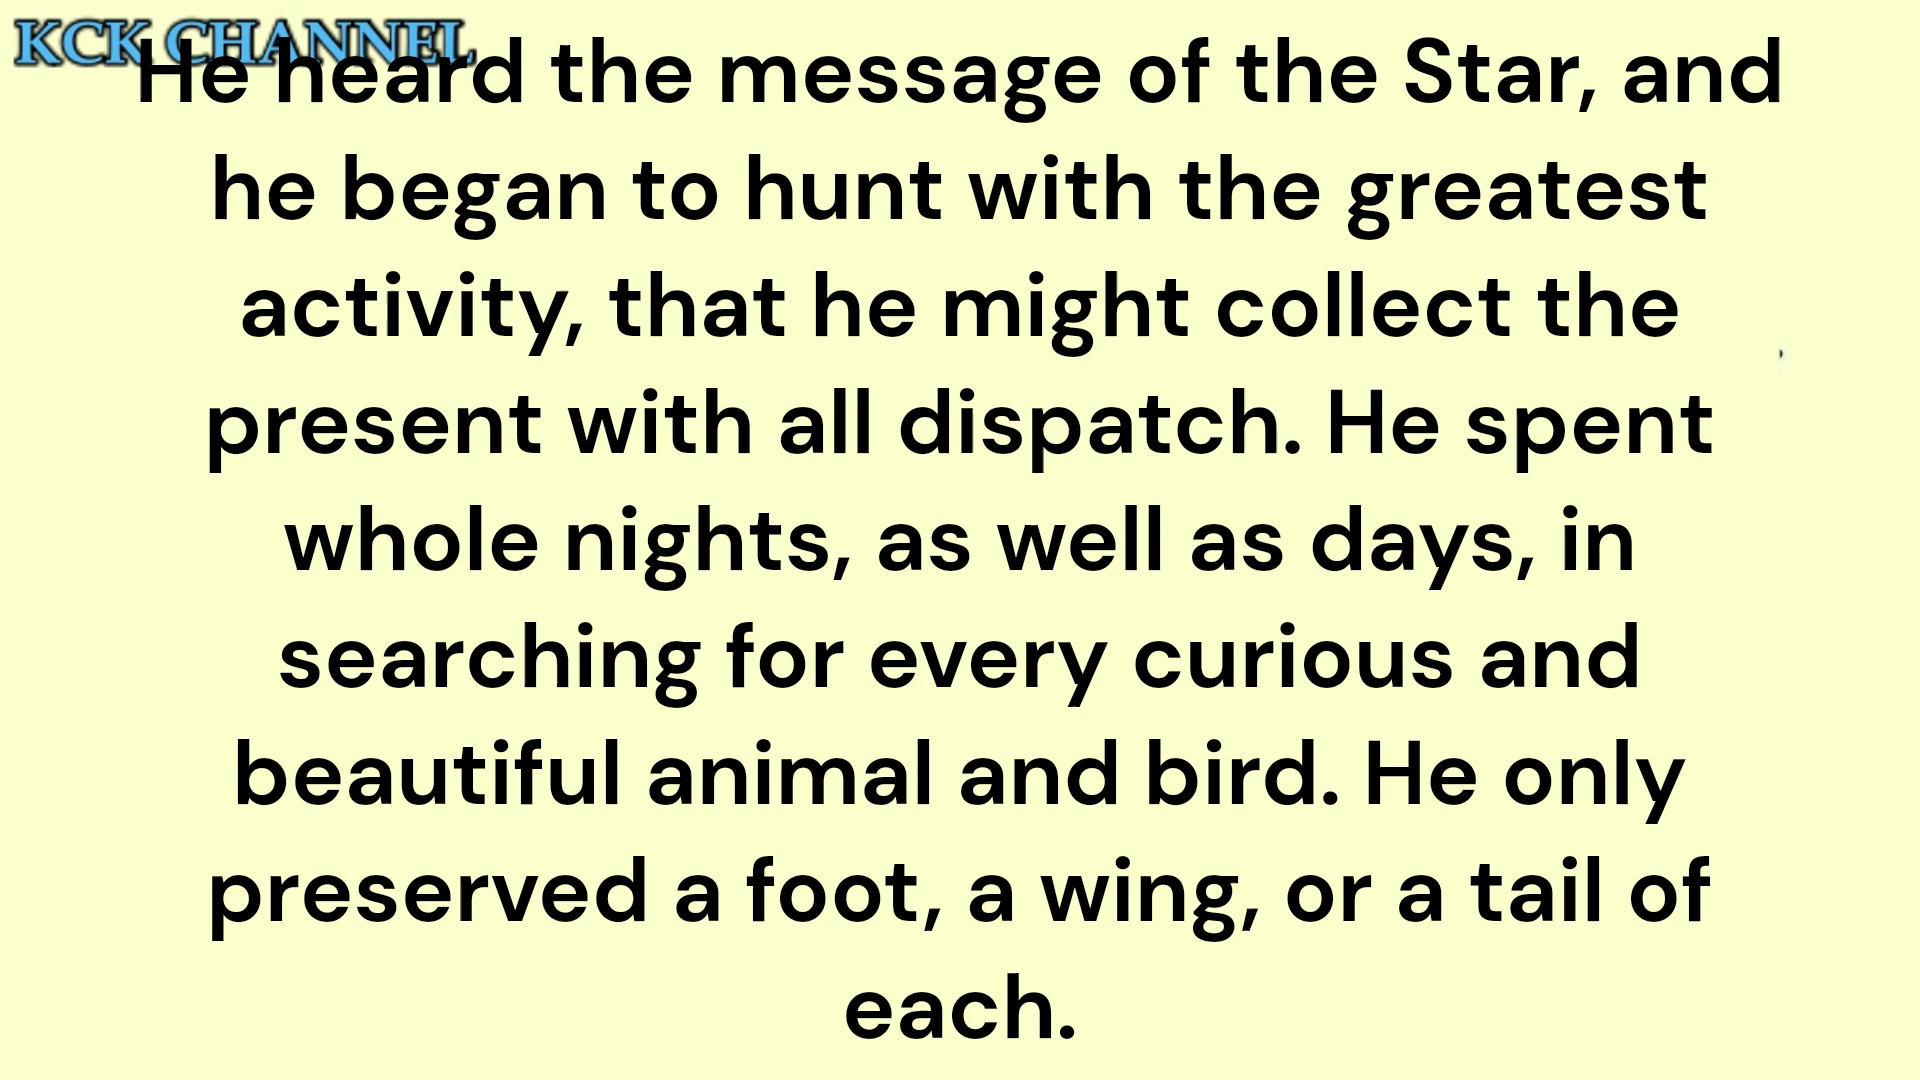 KCK CHANNEL
He heard the message of the Star, and
he began to hunt with the greatest
activity, that he might collect the
present with all dispatch. He spent
whole nights, as well as days, in
searching for every curious and
beautiful animal and bird. He only
preserved a foot, a wing, or a tail of
each.